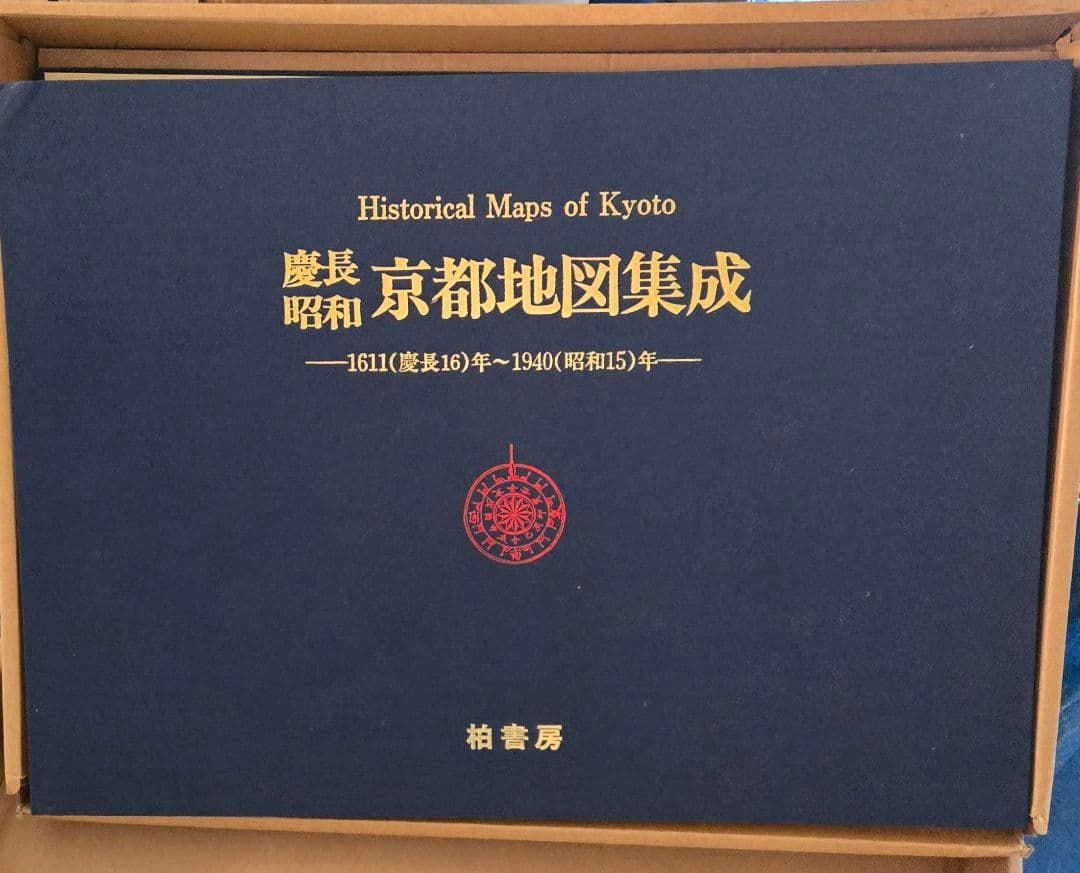 Historical Maps of Kyoto
慶長
昭和 京都地図集成
——1611(慶長16)年～1940(昭和15)年——
柏書房